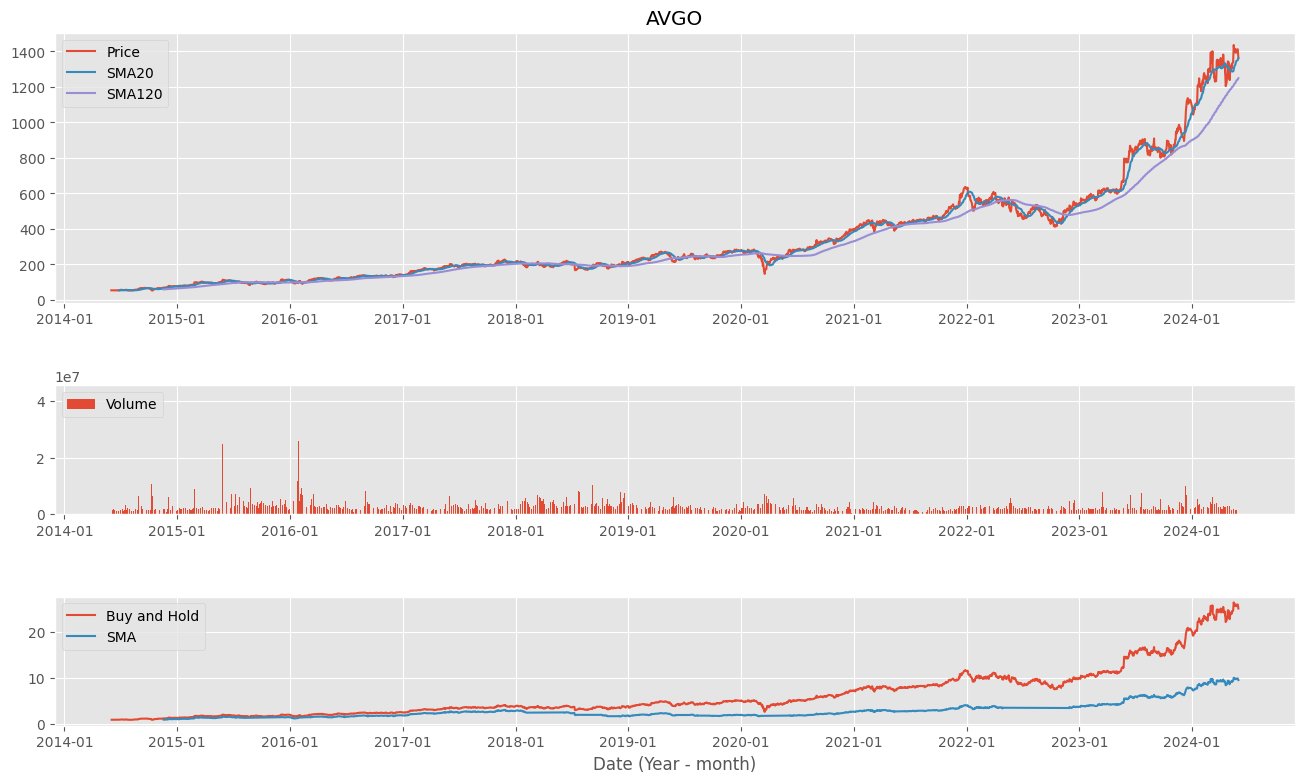 AVGO
Price
SMA20
SMA120
1400
1200
1000
800
600
400
200
0
2014-01 2015-01 2016-01 2017-01 2018-01 2019-01 2020-01 2021-01 2022-01 2023-01 2024-01
1e7
Volume
4
2
0
2014-01 2015-01 2016-01 2017-01 2018-01 2019-01 2020-01 2021-01 2022-01 2023-01 2024-01
Buy and Hold
SMA
20
10
0
2014-01 2015-01 2016-01 2017-01 2018-01 2019-01 2020-01 2021-01 2022-01 2023-01 2024-01
Date (Year - month)